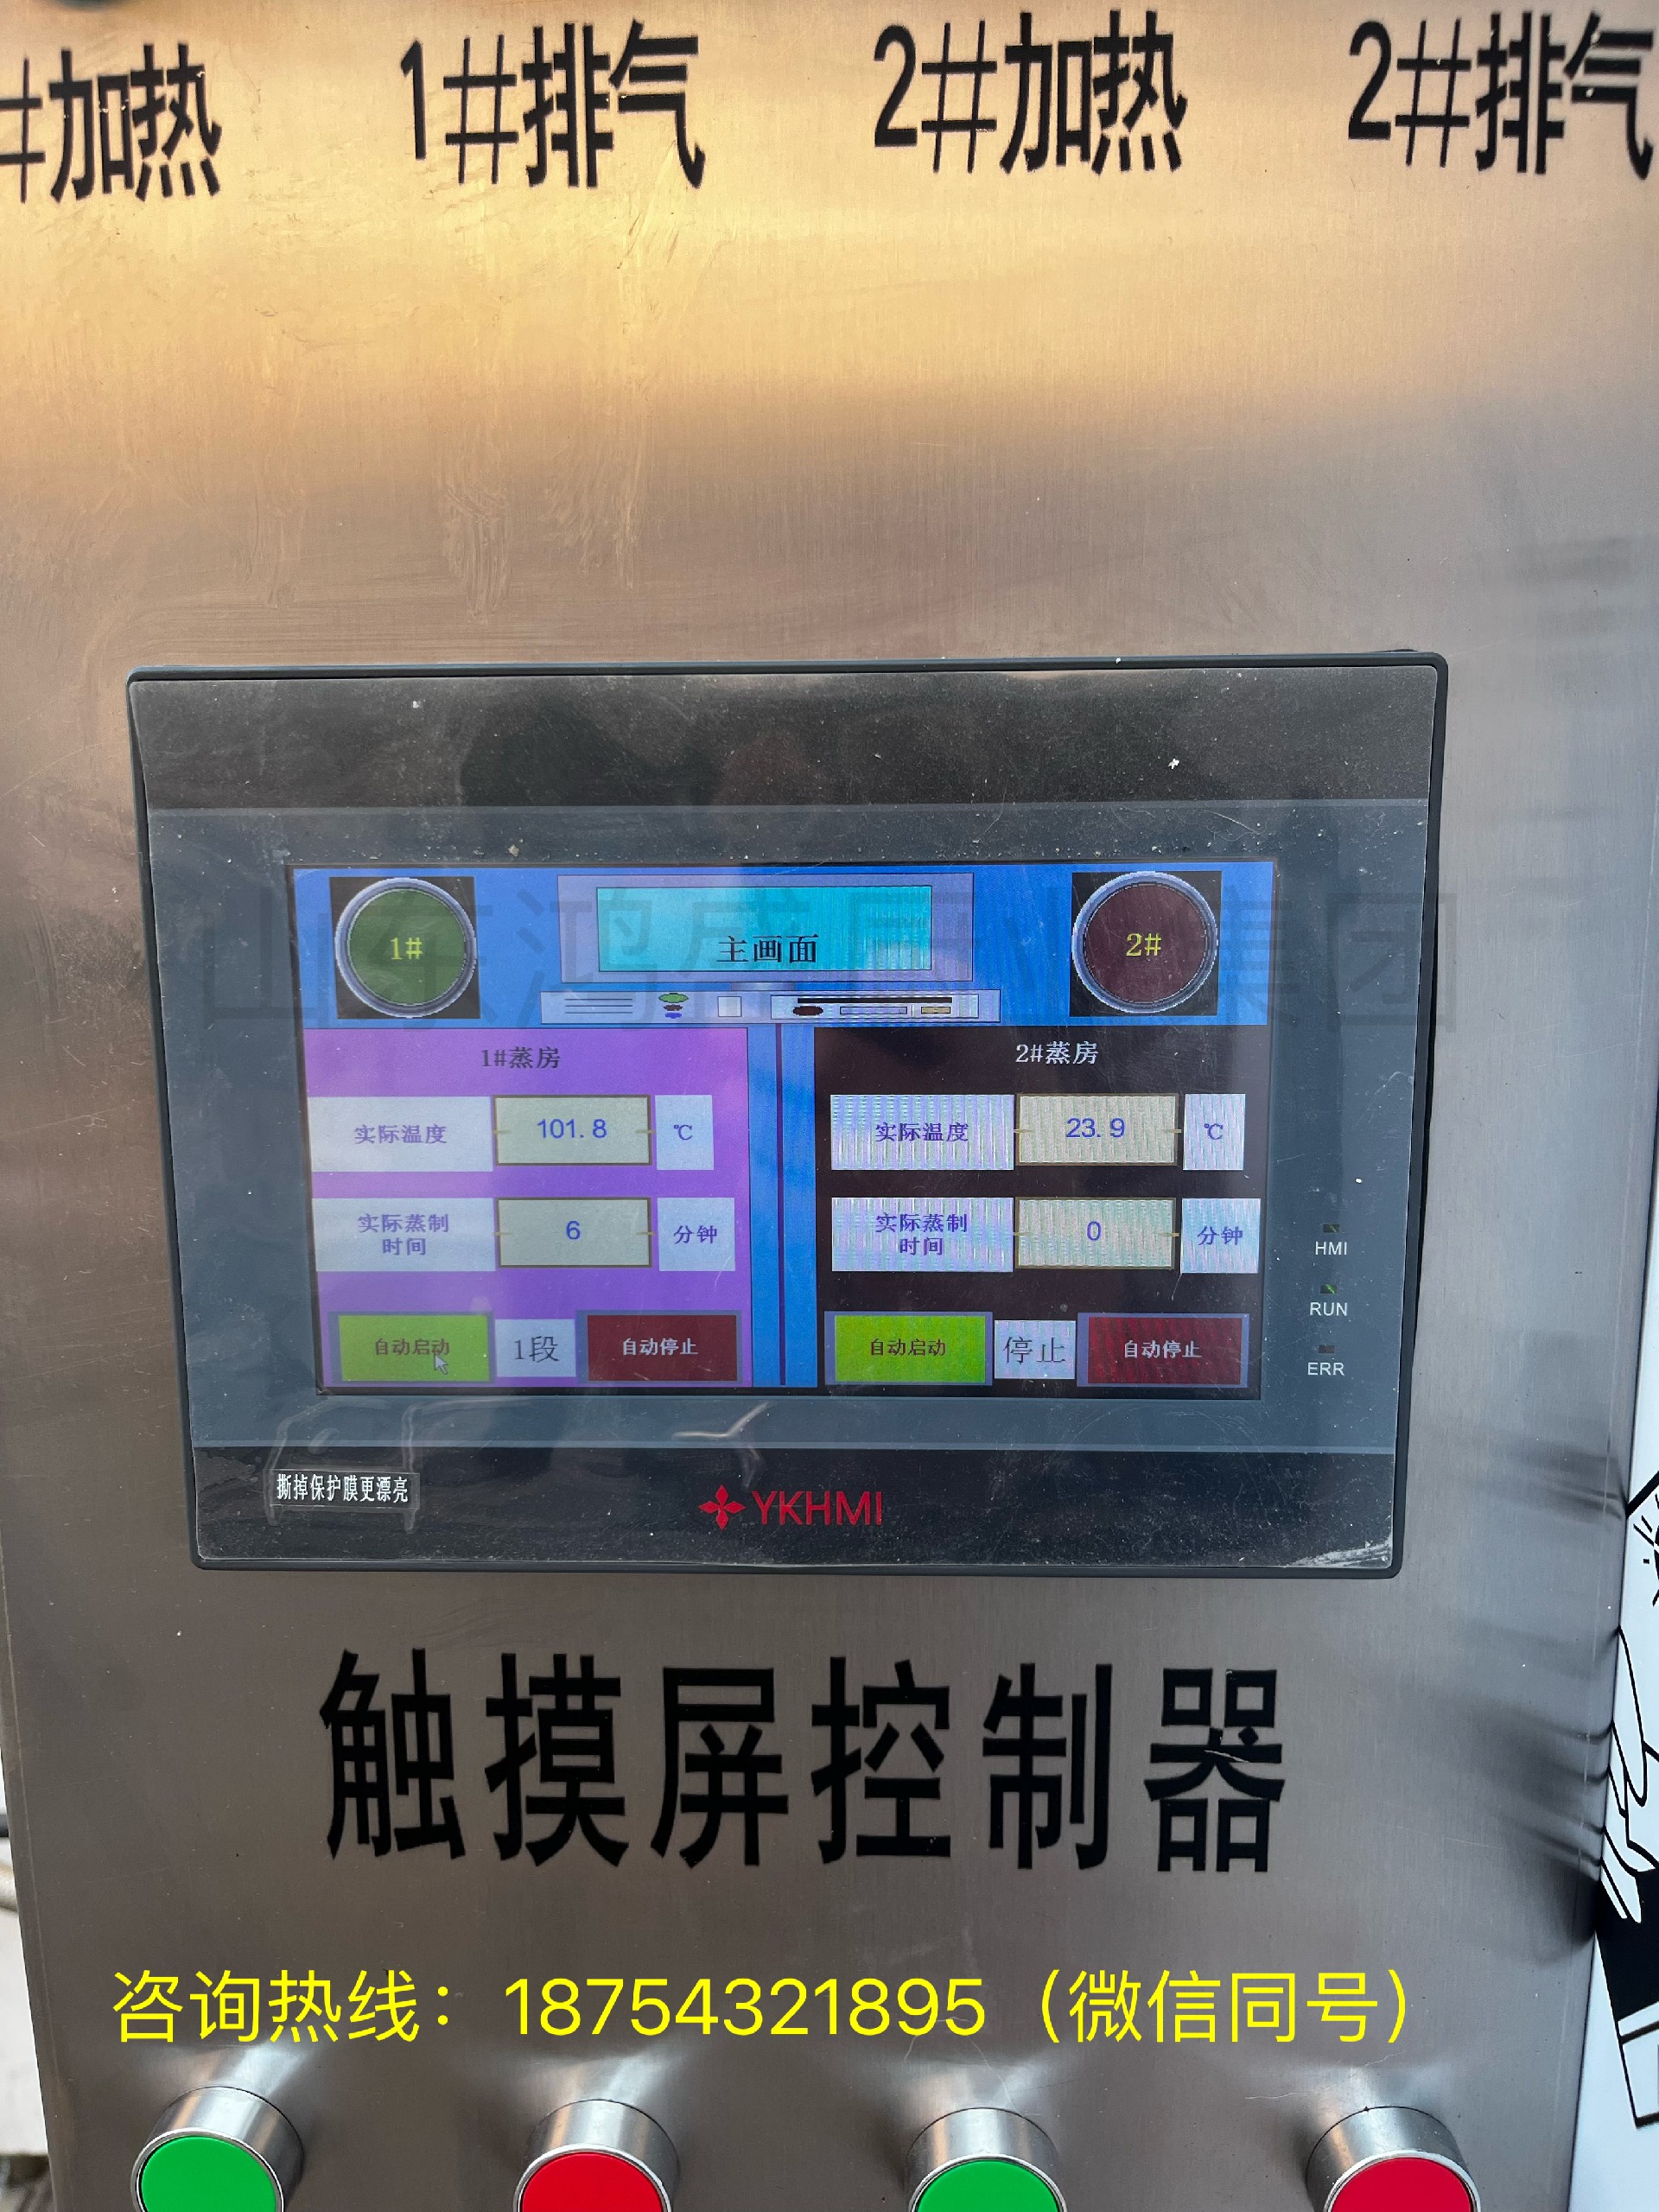 #加热 1#排气 2#加热 2#排气
1# 主画面 2#
1#蒸房 2#蒸房
实际温度 101.8 ℃ 实际温度 23.9 ℃
实际蒸制时间 6 分钟 实际蒸制时间 0 分钟
自动启动 1段 自动停止 自动启动 停止 自动停止
HMI
RUN
ERR
撕掉保护膜更漂亮
YKHMI
触摸屏控制器
咨询热线：18754321895（微信同号）